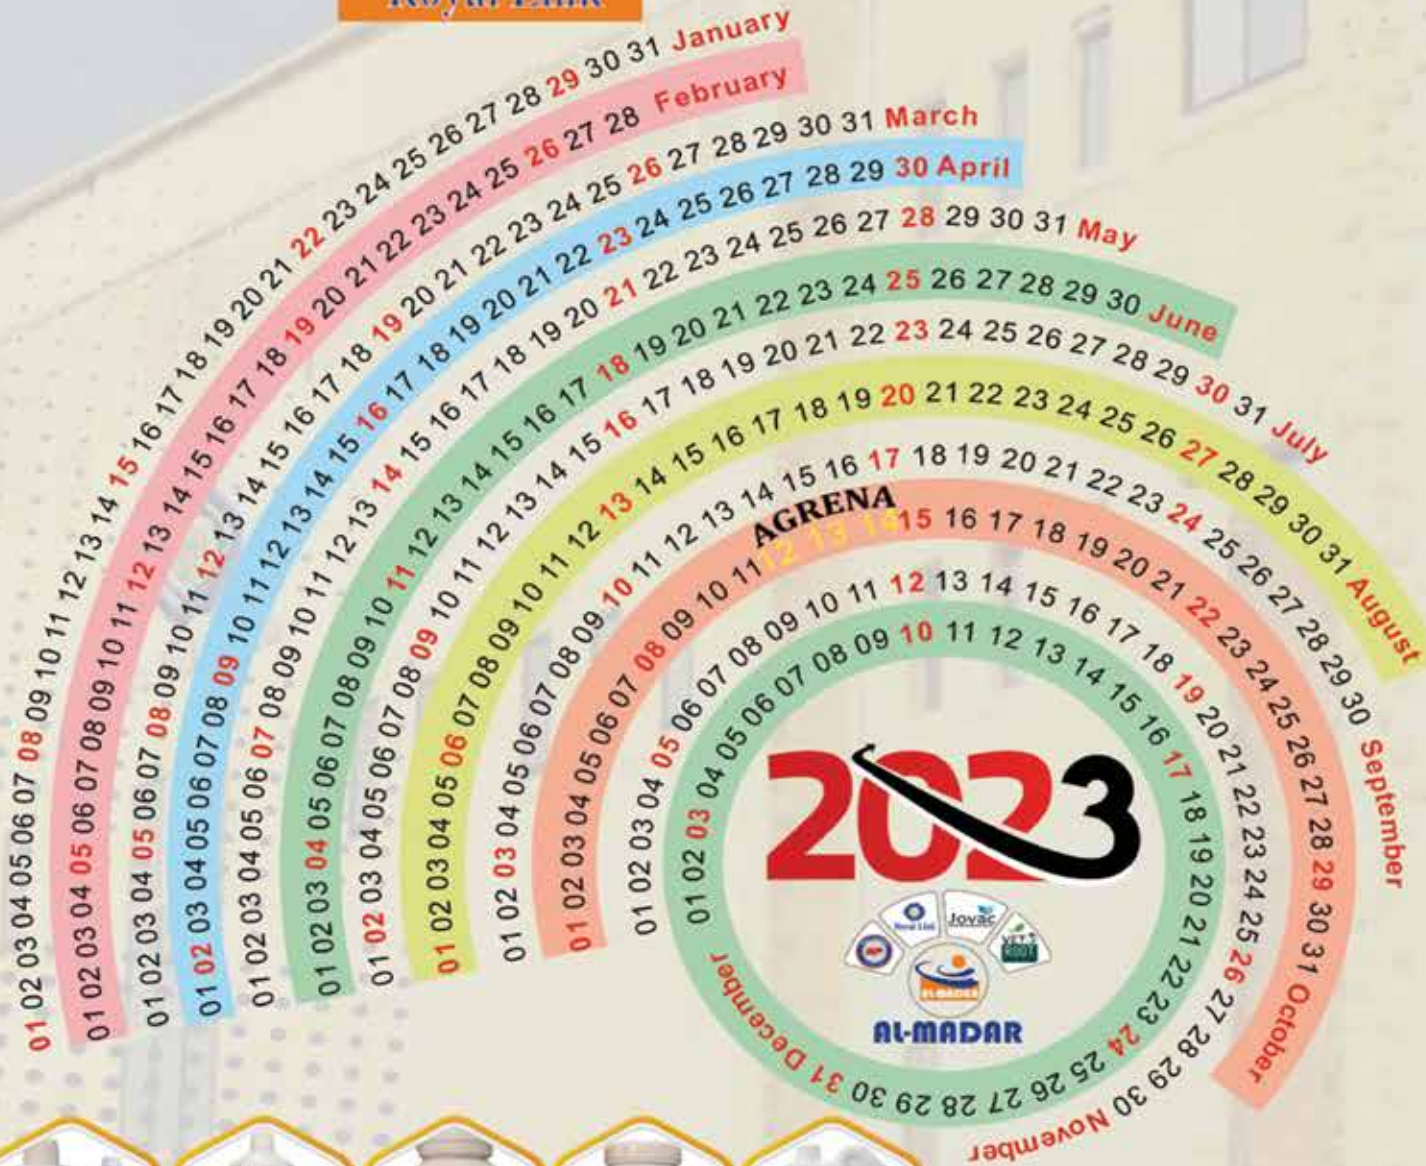 Royal Link
01 02 03 04 05 06 07 08 09 10 11 12 13 14 15 16 17 18 19 20 21 22 23 24 25 26 27 28 29 30 31 January
01 02 03 04 05 06 07 08 09 10 11 12 13 14 15 16 17 18 19 20 21 22 23 24 25 26 27 28 February
01 02 03 04 05 06 07 08 09 10 11 12 13 14 15 16 17 18 19 20 21 22 23 24 25 26 27 28 29 30 31 March
01 02 03 04 05 06 07 08 09 10 11 12 13 14 15 16 17 18 19 20 21 22 23 24 25 26 27 28 29 30 April
01 02 03 04 05 06 07 08 09 10 11 12 13 14 15 16 17 18 19 20 21 22 23 24 25 26 27 28 29 30 31 May
01 02 03 04 05 06 07 08 09 10 11 12 13 14 15 16 17 18 19 20 21 22 23 24 25 26 27 28 29 30 June
01 02 03 04 05 06 07 08 09 10 11 12 13 14 15 16 17 18 19 20 21 22 23 24 25 26 27 28 29 30 31 July
01 02 03 04 05 06 07 08 09 10 11 12 13 14 15 16 17 18 19 20 21 22 23 24 25 26 27 28 29 30 31 August
01 02 03 04 05 06 07 08 09 10 11 12 13 14 15 16 17 18 19 20 21 22 23 24 25 26 27 28 29 30 September
AGRENA
01 02 03 04 05 06 07 08 09 10 11 12 13 14 15 16 17 18 19 20 21 22 23 24 25 26 27 28 29 30 31 October
01 02 03 04 05 06 07 08 09 10 11 12 13 14 15 16 17 18 19 20 21 22 23 24 25 26 27 28 29 30 November
01 02 03 04 05 06 07 08 09 10 11 12 13 14 15 16 17 18 19 20 21 22 23 24 25 26 27 28 29 30 31 December
2023
Jovac
AL-MADAR
AL-MADAR